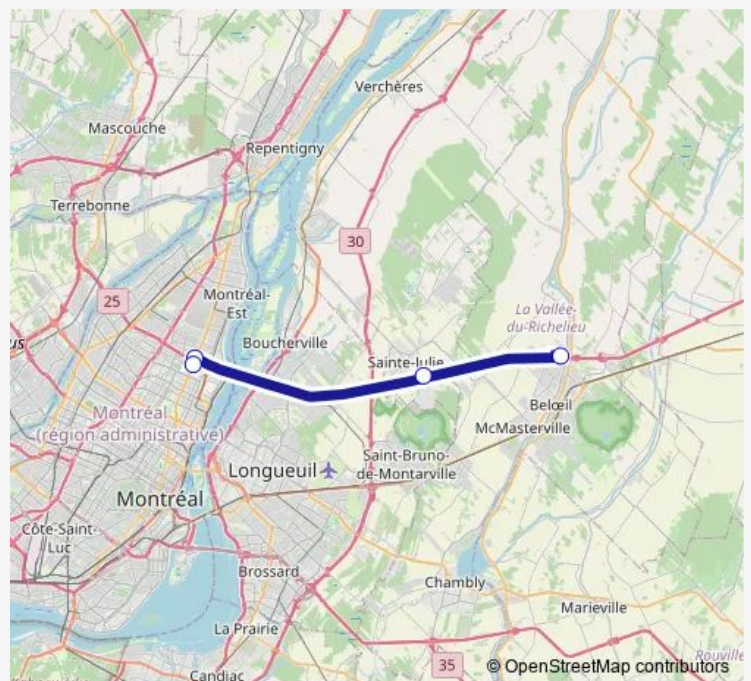 Verchères
Mascouche
Repentigny
Terrebonne
30
25
Montréal-
Est
La Vallée-
du-Richelieu
Boucherville
Sainte-Julie
Montréal
(région administrative)
Belœil
McMasterville
Saint-Bruno-
de-Montarville
Longueuil
Montréal
Côte-Saint-
Luc
Brossard
Chambly
Marieville
La Prairie
Rouville
35
Candiac
© OpenStreetMap contributors